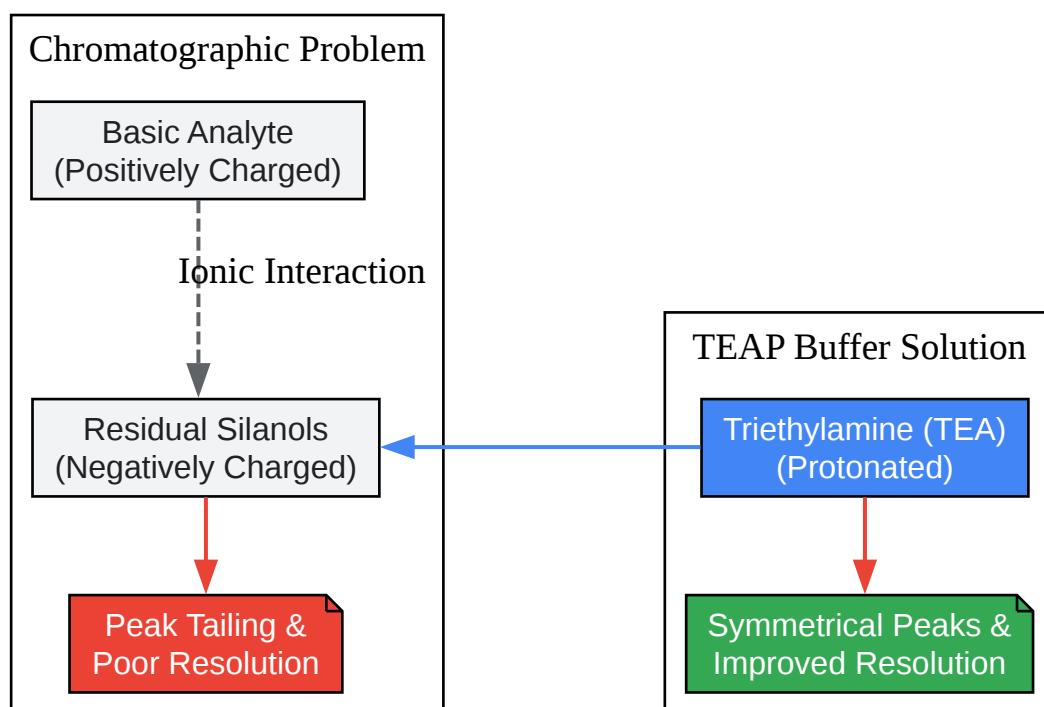 Chromatographic Problem
Basic Analyte
(Positively Charged)
Ionic Interaction
Residual Silanols
(Negatively Charged)
Peak Tailing &
Poor Resolution
TEAP Buffer Solution
Triethylamine (TEA)
(Protonated)
Symmetrical Peaks &
Improved Resolution